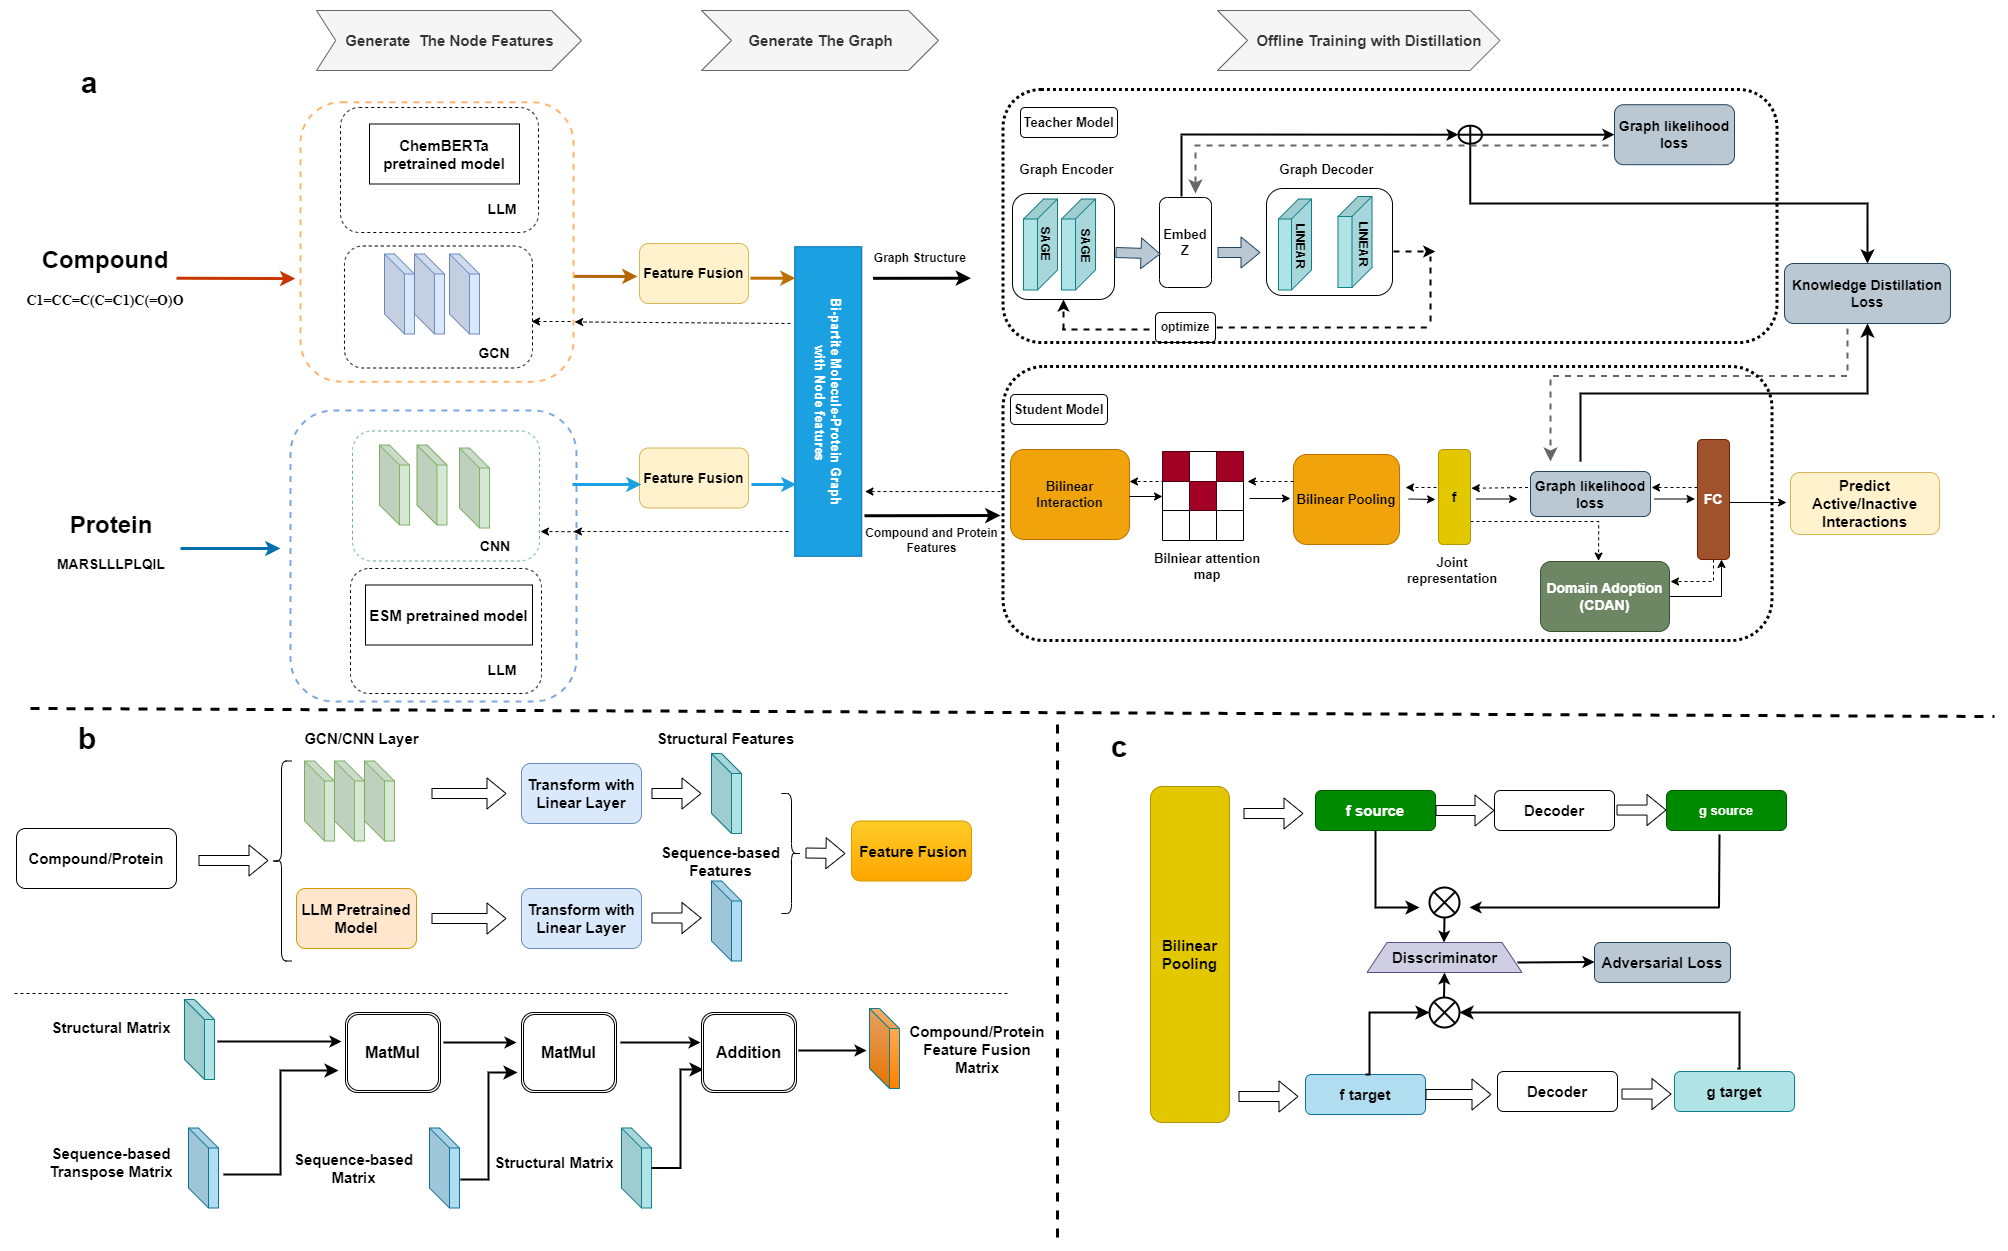 Generate  The Node Features
Generate The Graph
Offline Training with Distillation
a
Compound
C1=CC=C(C=C1)C(=O)O
ChemBERTa
pretrained model
LLM
GCN
Feature Fusion
Protein
MARSLLLPLQIL
CNN
ESM pretrained model
LLM
Feature Fusion
Bi-partite Molecule-Protein Graph
with Node features
Graph Structure
Compound and Protein
Features
Teacher Model
Graph Encoder
SAGE
SAGE
Embed
Z
Graph Decoder
LINEAR
LINEAR
optimize
Graph likelihood
loss
Knowledge Distillation
Loss
Student Model
Bilinear
Interaction
Bilniear attention
map
Bilinear Pooling
f
Joint
representation
Graph likelihood
loss
FC
Domain Adoption
(CDAN)
Predict
Active/Inactive
Interactions
b
Compound/Protein
GCN/CNN Layer
LLM Pretrained
Model
Transform with
Linear Layer
Transform with
Linear Layer
Structural Features
Sequence-based
Features
Feature Fusion
Structural Matrix
Sequence-based
Transpose Matrix
MatMul
Sequence-based
Matrix
MatMul
Structural Matrix
Addition
Compound/Protein
Feature Fusion
Matrix
c
Bilinear
Pooling
f source
Decoder
g source
Disscriminator
Adversarial Loss
f target
Decoder
g target